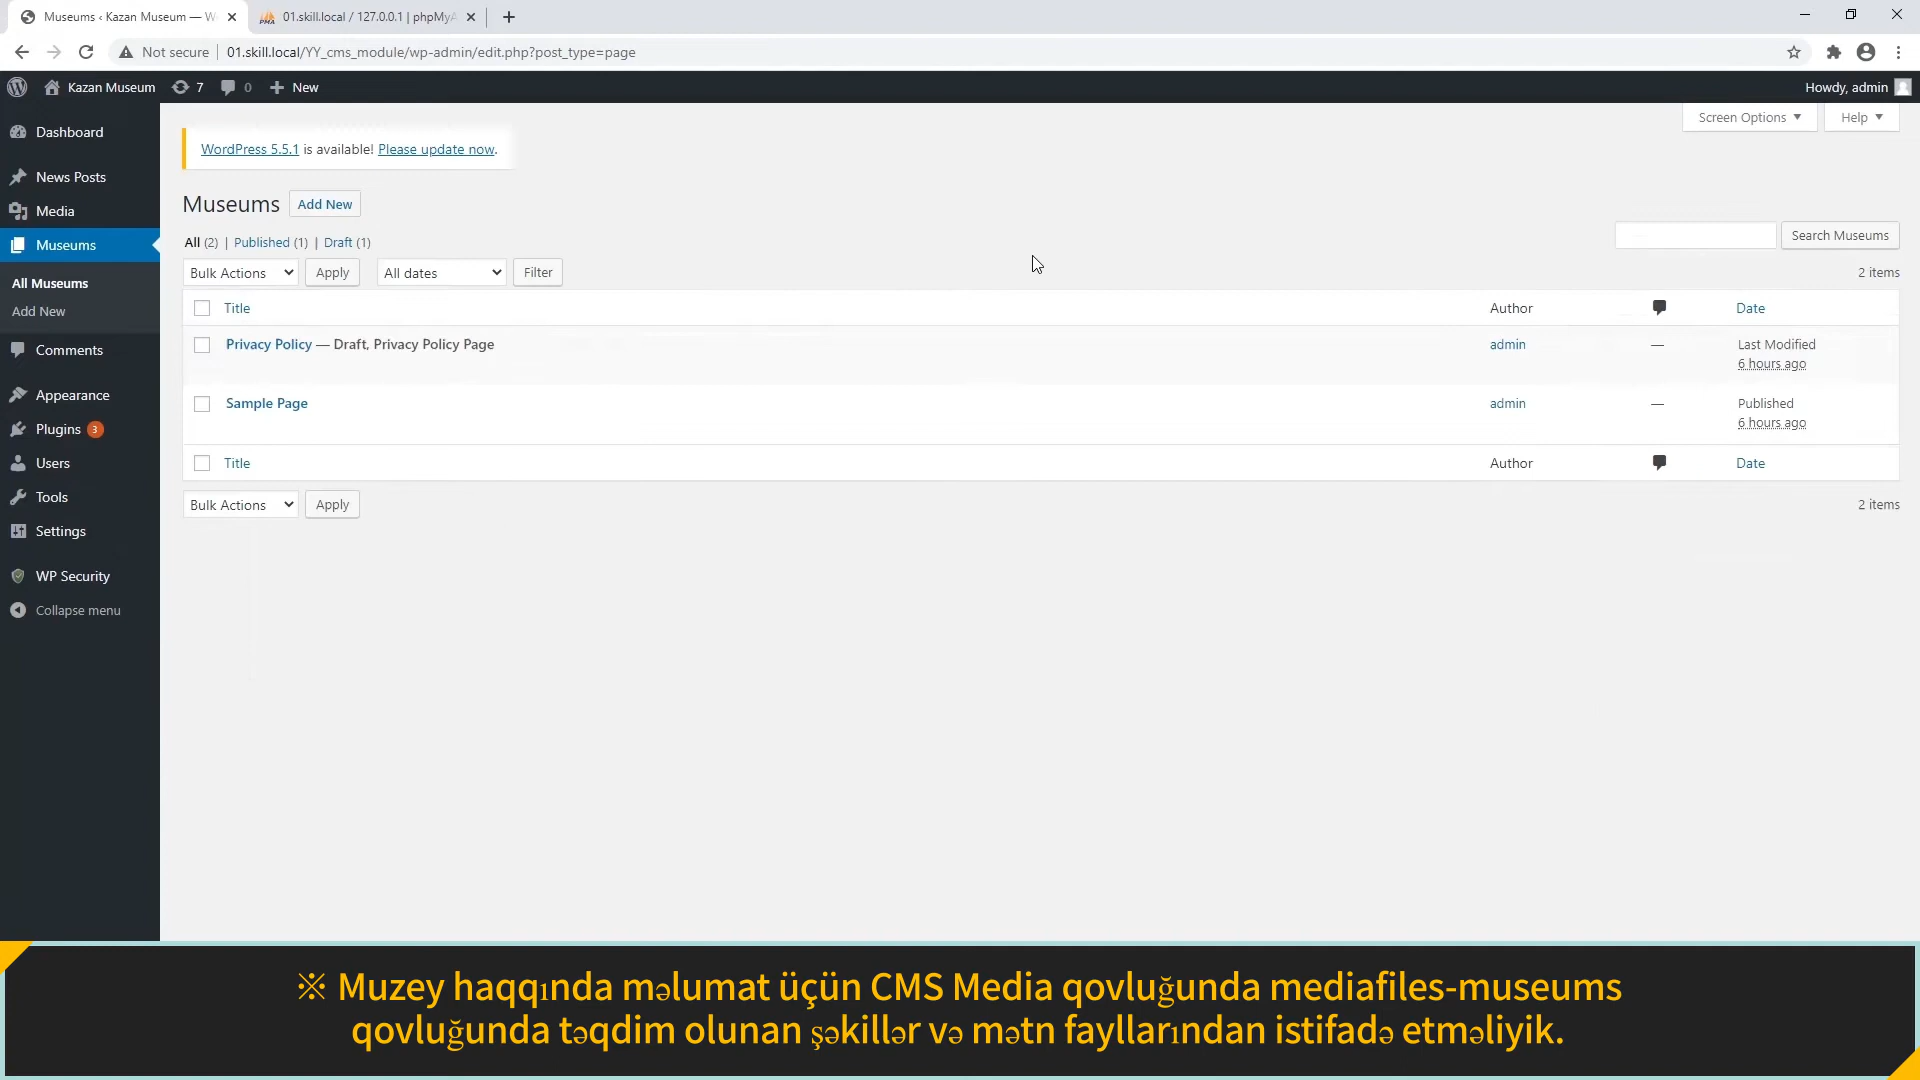 Museums ‹ Kazan Museum — W
01.skill.local / 127.0.0.1 | phpMyA
Not secure
01.skill.local/YY_cms_module/wp-admin/edit.php?post_type=page
Kazan Museum
7
0
New
Howdy, admin
Screen Options
Help
Dashboard
News Posts
Media
Museums
All Museums
Add New
Comments
Appearance
Plugins 3
Users
Tools
Settings
WP Security
Collapse menu
WordPress 5.5.1 is available! Please update now.
Museums
Add New
All (2) | Published (1) | Draft (1)
Search Museums
Bulk Actions
Apply
All dates
Filter
2 items
Title
Author
Date
Privacy Policy — Draft, Privacy Policy Page
admin
—
Last Modified
6 hours ago
Sample Page
admin
—
Published
6 hours ago
Title
Author
Date
Bulk Actions
Apply
2 items
※ Muzey haqqında məlumat üçün CMS Media qovluğunda mediafiles-museums
qovluğunda təqdim olunan şəkillər və mətn fayllarından istifadə etməliyik.